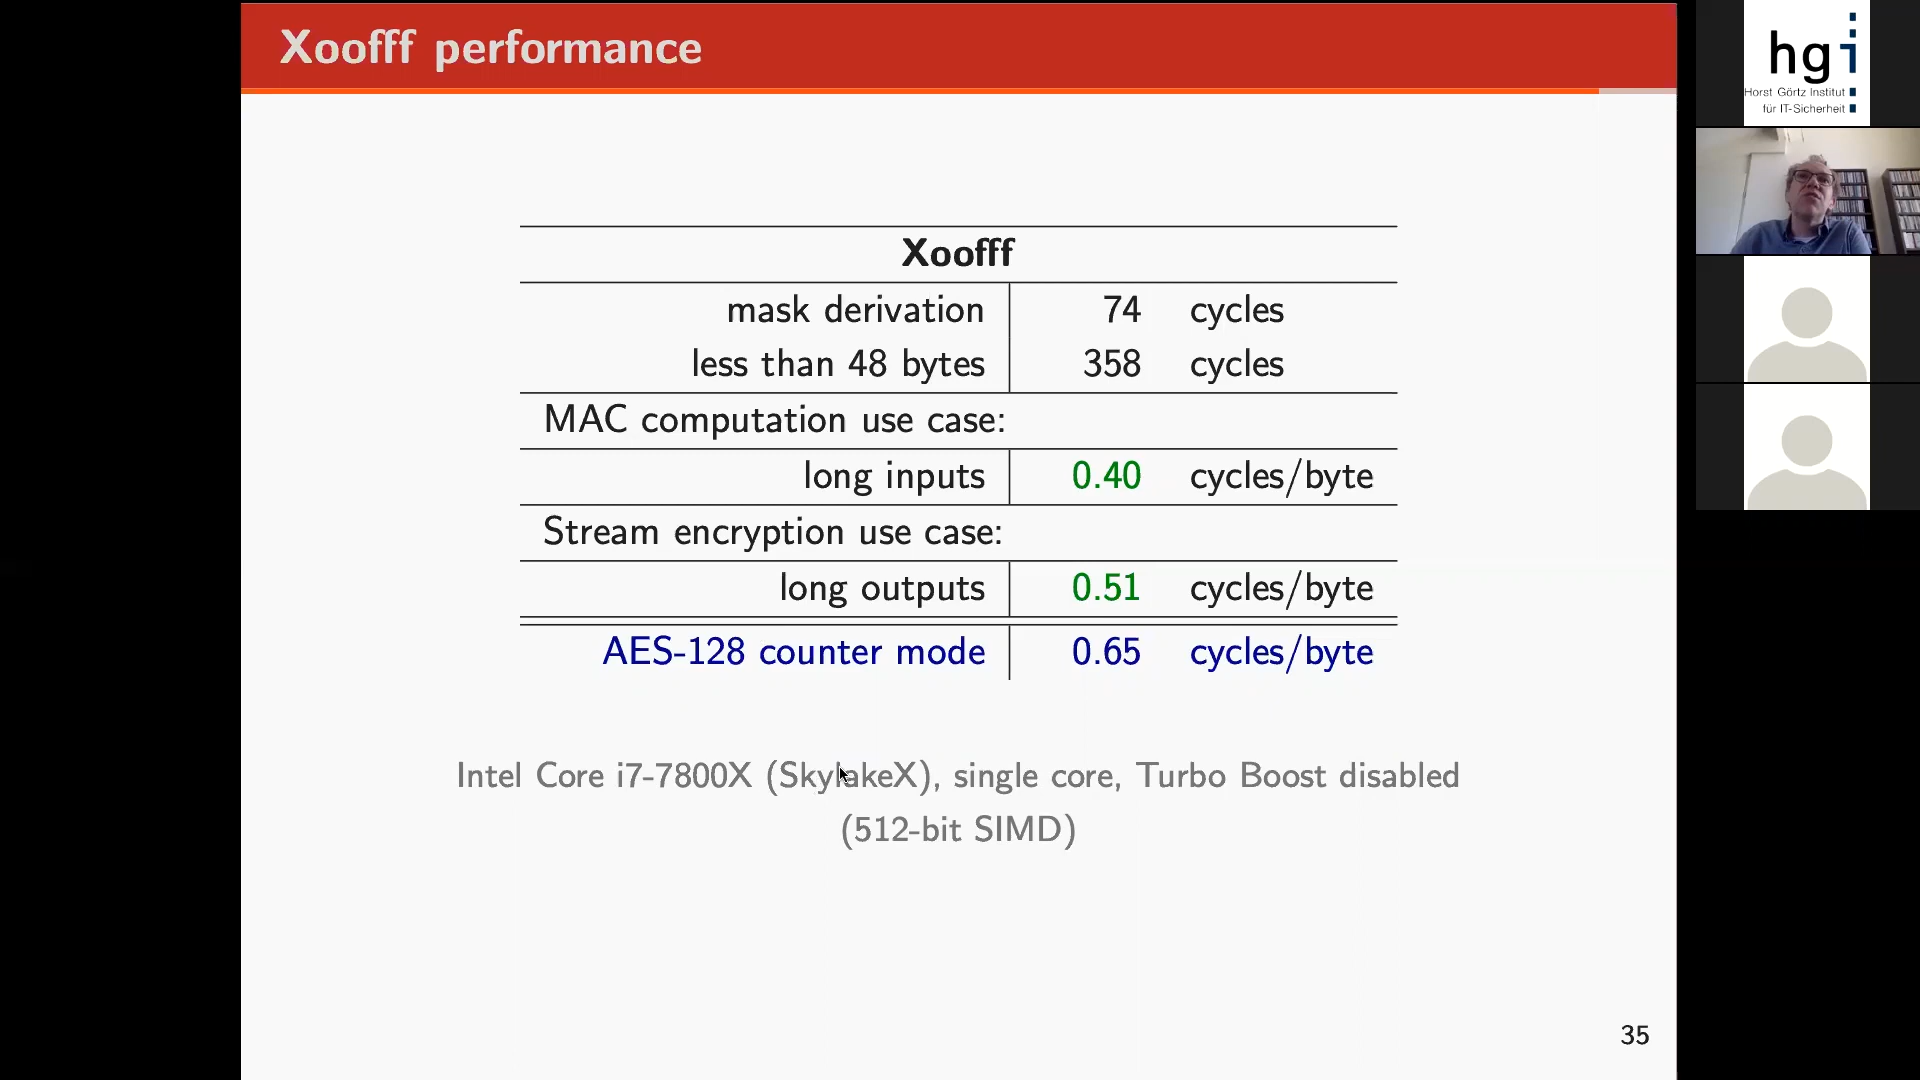 Xoofff performance
Xoofff
mask derivation 74 cycles
less than 48 bytes 358 cycles
MAC computation use case:
long inputs 0.40 cycles/byte
Stream encryption use case:
long outputs 0.51 cycles/byte
AES-128 counter mode 0.65 cycles/byte
Intel Core i7-7800X (SkylakeX), single core, Turbo Boost disabled
(512-bit SIMD)
35
hgi
Horst Görtz Institut
für IT-Sicherheit